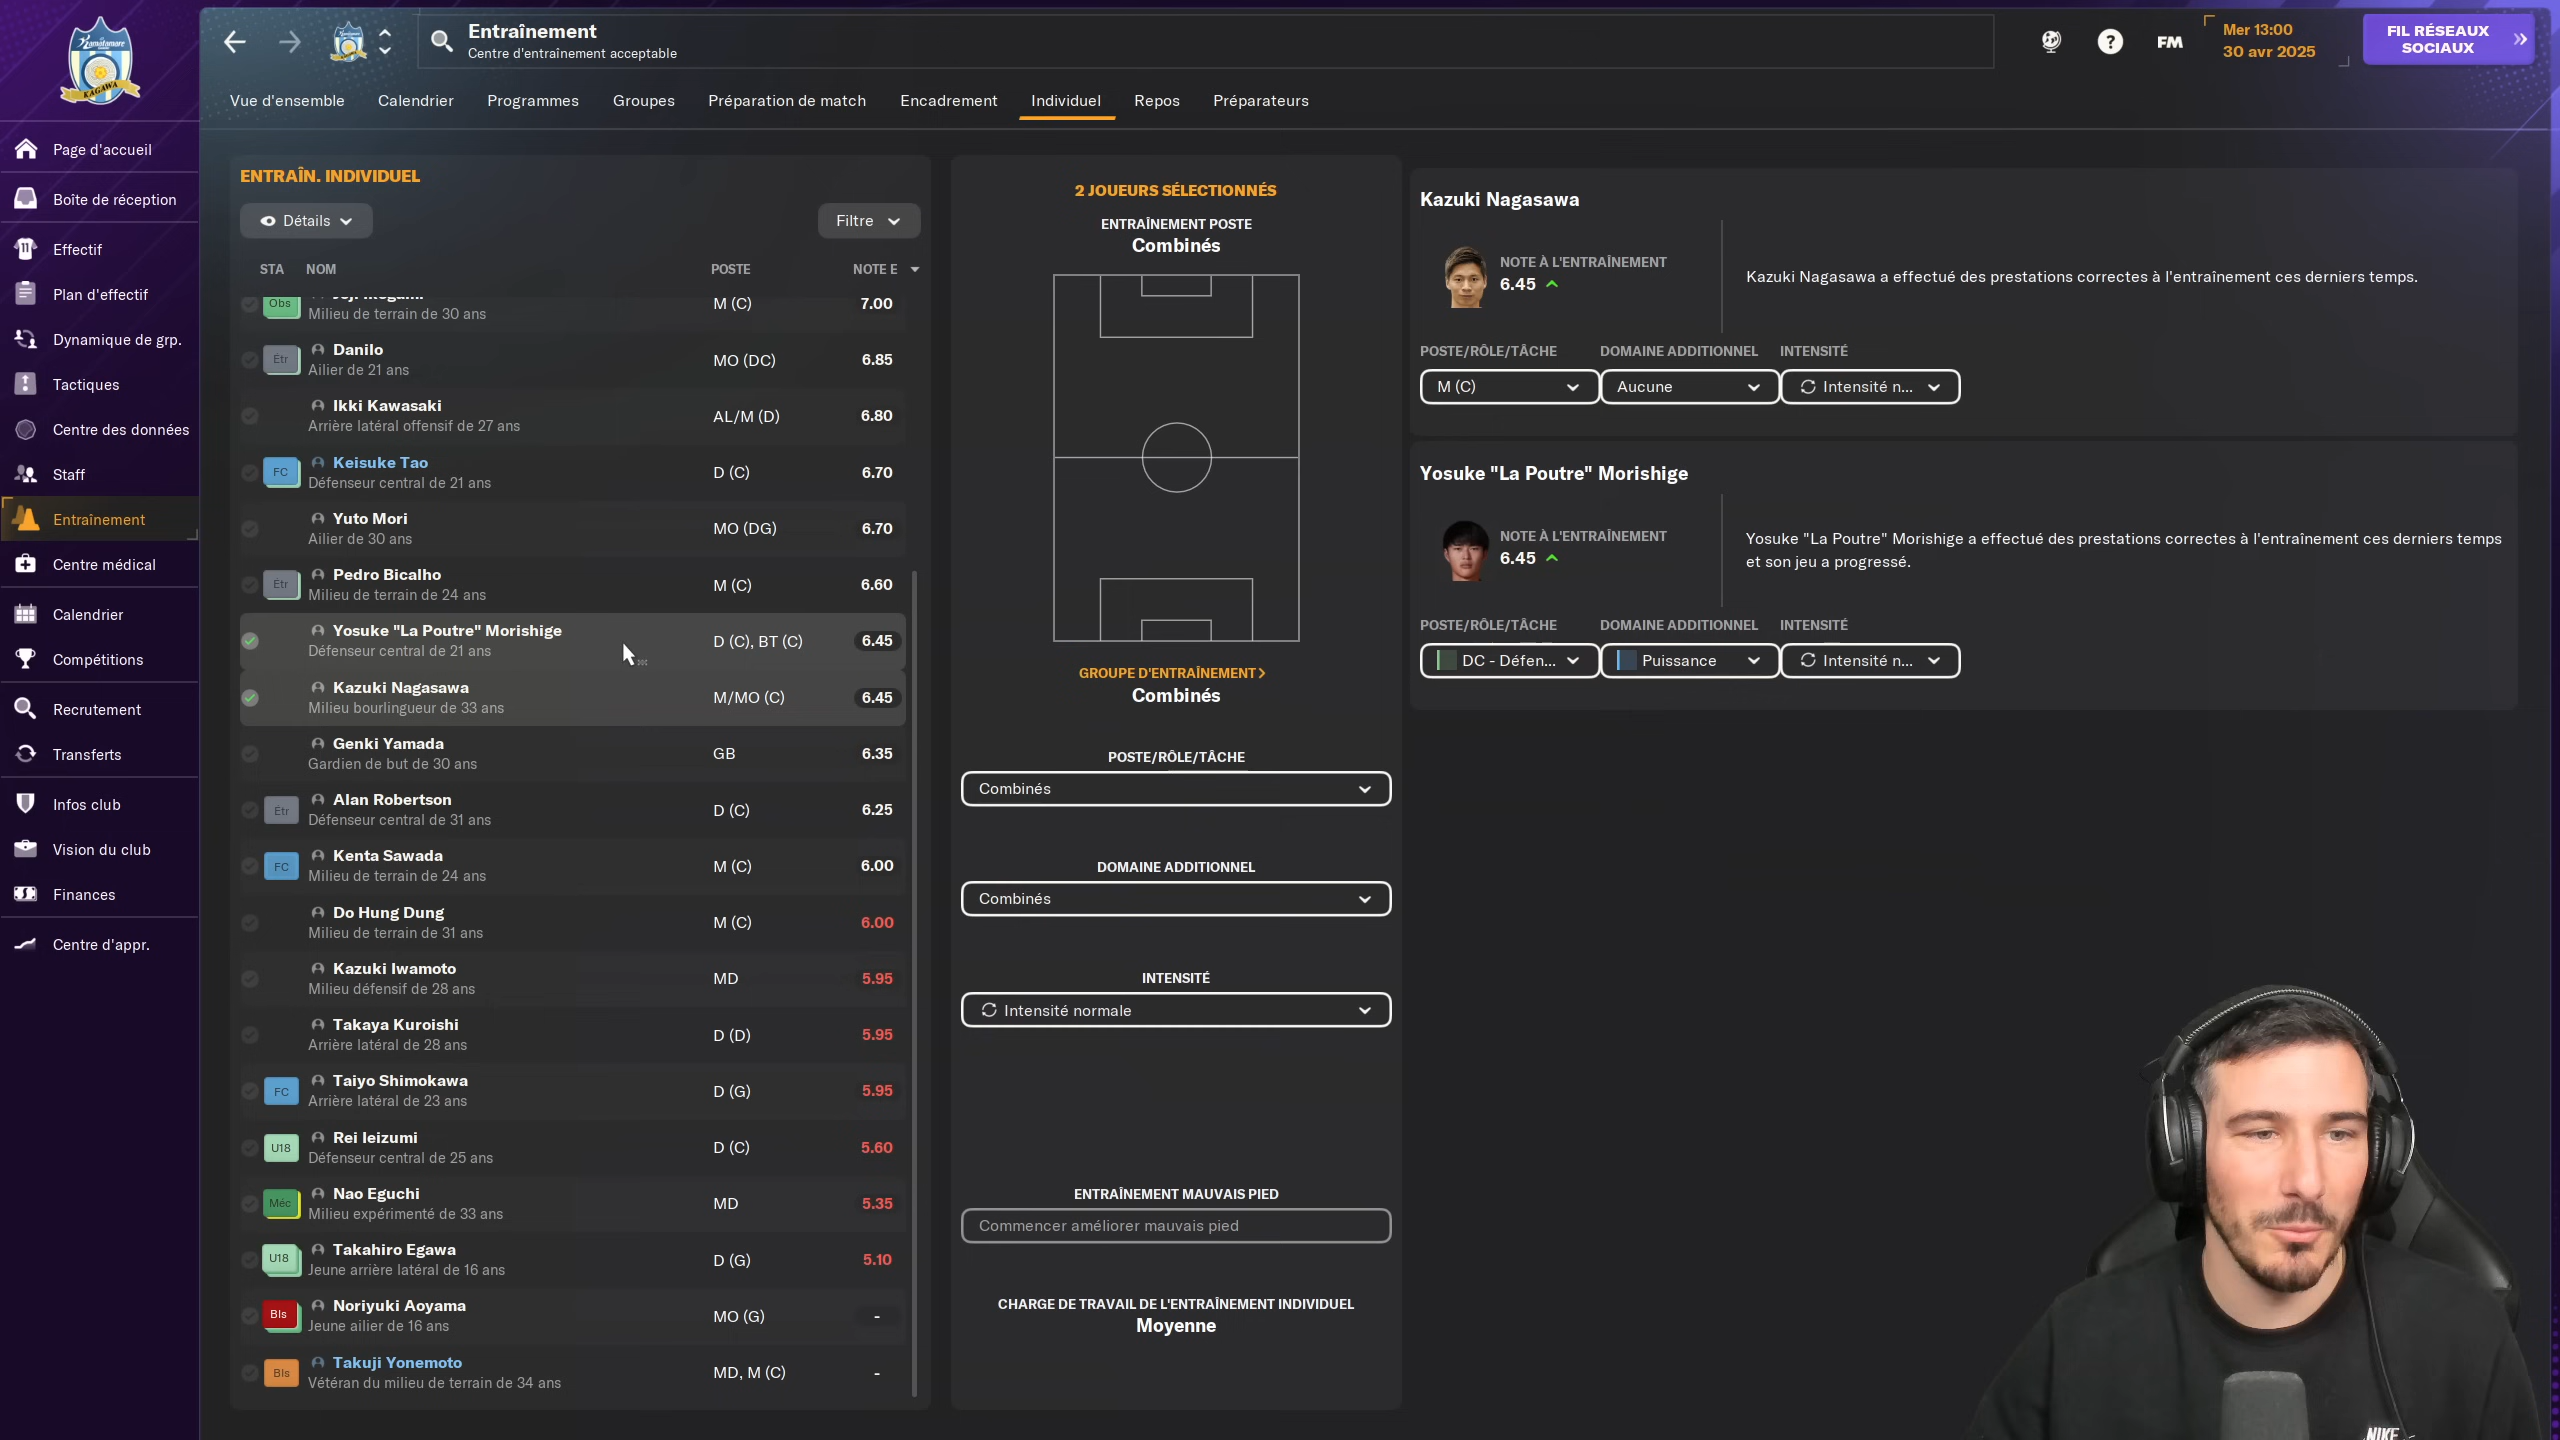 Kamatamare
KAGAWA
Entraînement
Centre d'entraînement acceptable
FM
Mer 13:00
30 avr 2025
FIL RÉSEAUX
SOCIAUX
Vue d'ensemble
Calendrier
Programmes
Groupes
Préparation de match
Encadrement
Individuel
Repos
Préparateurs
Page d'accueil
Boîte de réception
Effectif
Plan d'effectif
Dynamique de grp.
Tactiques
Centre des données
Staff
Entraînement
Centre médical
Calendrier
Compétitions
Recrutement
Transferts
Infos club
Vision du club
Finances
Centre d'appr.
ENTRAÎN. INDIVIDUEL
Détails
Filtre
STA NOM POSTE NOTE E
Obs M (C) 7.00
Milieu de terrain de 30 ans
Étr Danilo MO (DC) 6.85
Ailier de 21 ans
Ikki Kawasaki AL/M (D) 6.80
Arrière latéral offensif de 27 ans
FC Keisuke Tao D (C) 6.70
Défenseur central de 21 ans
Yuto Mori MO (DG) 6.70
Ailier de 30 ans
Étr Pedro Bicalho M (C) 6.60
Milieu de terrain de 24 ans
Yosuke "La Poutre" Morishige D (C), BT (C) 6.45
Défenseur central de 21 ans
Kazuki Nagasawa M/MO (C) 6.45
Milieu bourlingueur de 33 ans
Genki Yamada GB 6.35
Gardien de but de 30 ans
Étr Alan Robertson D (C) 6.25
Défenseur central de 31 ans
FC Kenta Sawada M (C) 6.00
Milieu de terrain de 24 ans
Do Hung Dung M (C) 6.00
Milieu de terrain de 31 ans
Kazuki Iwamoto MD 5.95
Milieu défensif de 28 ans
Takaya Kuroishi D (D) 5.95
Arrière latéral de 28 ans
FC Taiyo Shimokawa D (G) 5.95
Arrière latéral de 23 ans
U18 Rei Ieizumi D (C) 5.60
Défenseur central de 25 ans
Méc Nao Eguchi MD 5.35
Milieu expérimenté de 33 ans
U18 Takahiro Egawa D (G) 5.10
Jeune arrière latéral de 16 ans
Bls Noriyuki Aoyama MO (G) -
Jeune ailier de 16 ans
Bls Takuji Yonemoto MD, M (C) -
Vétéran du milieu de terrain de 34 ans
2 JOUEURS SÉLECTIONNÉS
ENTRAÎNEMENT POSTE
Combinés
GROUPE D'ENTRAÎNEMENT
Combinés
POSTE/RÔLE/TÂCHE
Combinés
DOMAINE ADDITIONNEL
Combinés
INTENSITÉ
Intensité normale
ENTRAÎNEMENT MAUVAIS PIED
Commencer améliorer mauvais pied
CHARGE DE TRAVAIL DE L'ENTRAÎNEMENT INDIVIDUEL
Moyenne
Kazuki Nagasawa
NOTE À L'ENTRAÎNEMENT
6.45
Kazuki Nagasawa a effectué des prestations correctes à l'entraînement ces derniers temps.
POSTE/RÔLE/TÂCHE DOMAINE ADDITIONNEL INTENSITÉ
M (C) Aucune Intensité n...
Yosuke "La Poutre" Morishige
NOTE À L'ENTRAÎNEMENT
6.45
Yosuke "La Poutre" Morishige a effectué des prestations correctes à l'entraînement ces derniers temps
et son jeu a progressé.
POSTE/RÔLE/TÂCHE DOMAINE ADDITIONNEL INTENSITÉ
DC - Défen... Puissance Intensité n...
NIKE